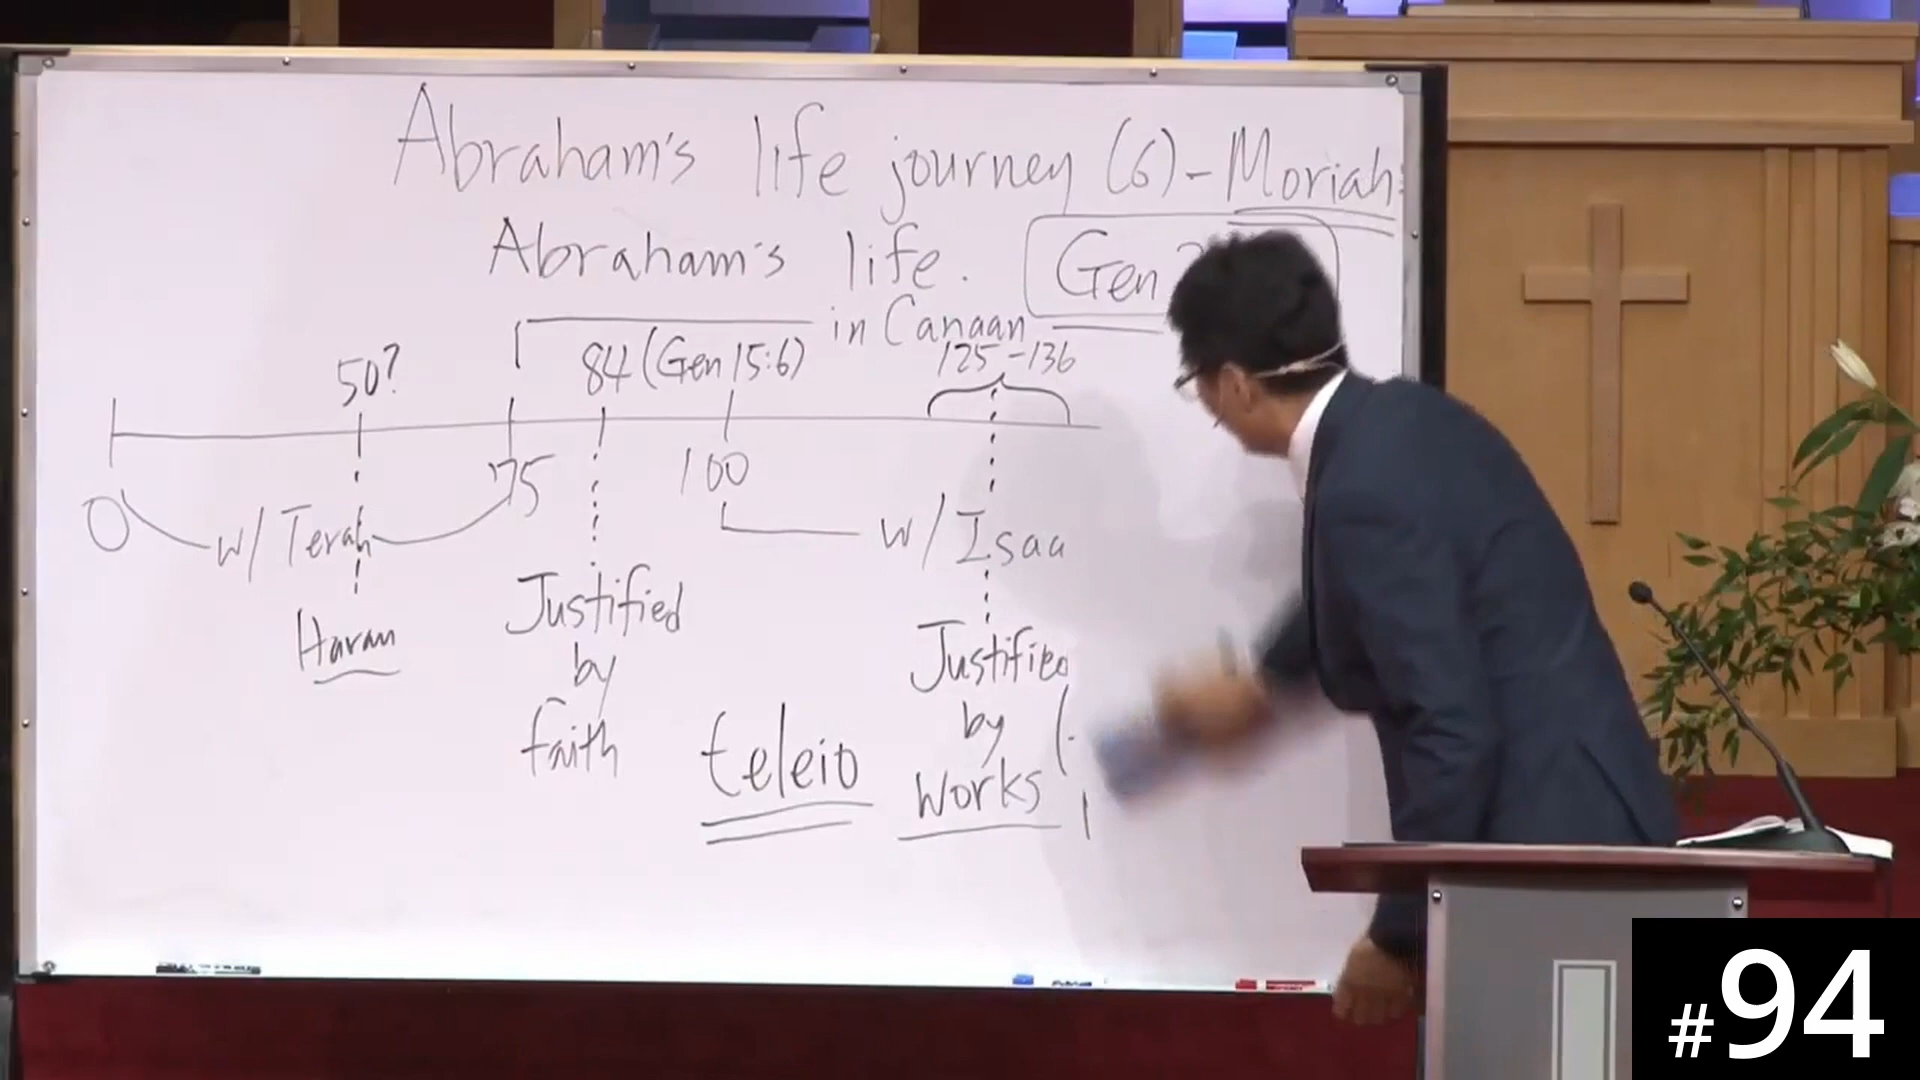 Abraham's life journey (6) - Moriah
Abraham's life. Gen
in Canaan
50? 84 (Gen 15:6) 125-136
0 75 100
w/ Terah w/ Isaa
Haran
Justified
by
faith
teleio
Justified
by
works
#94